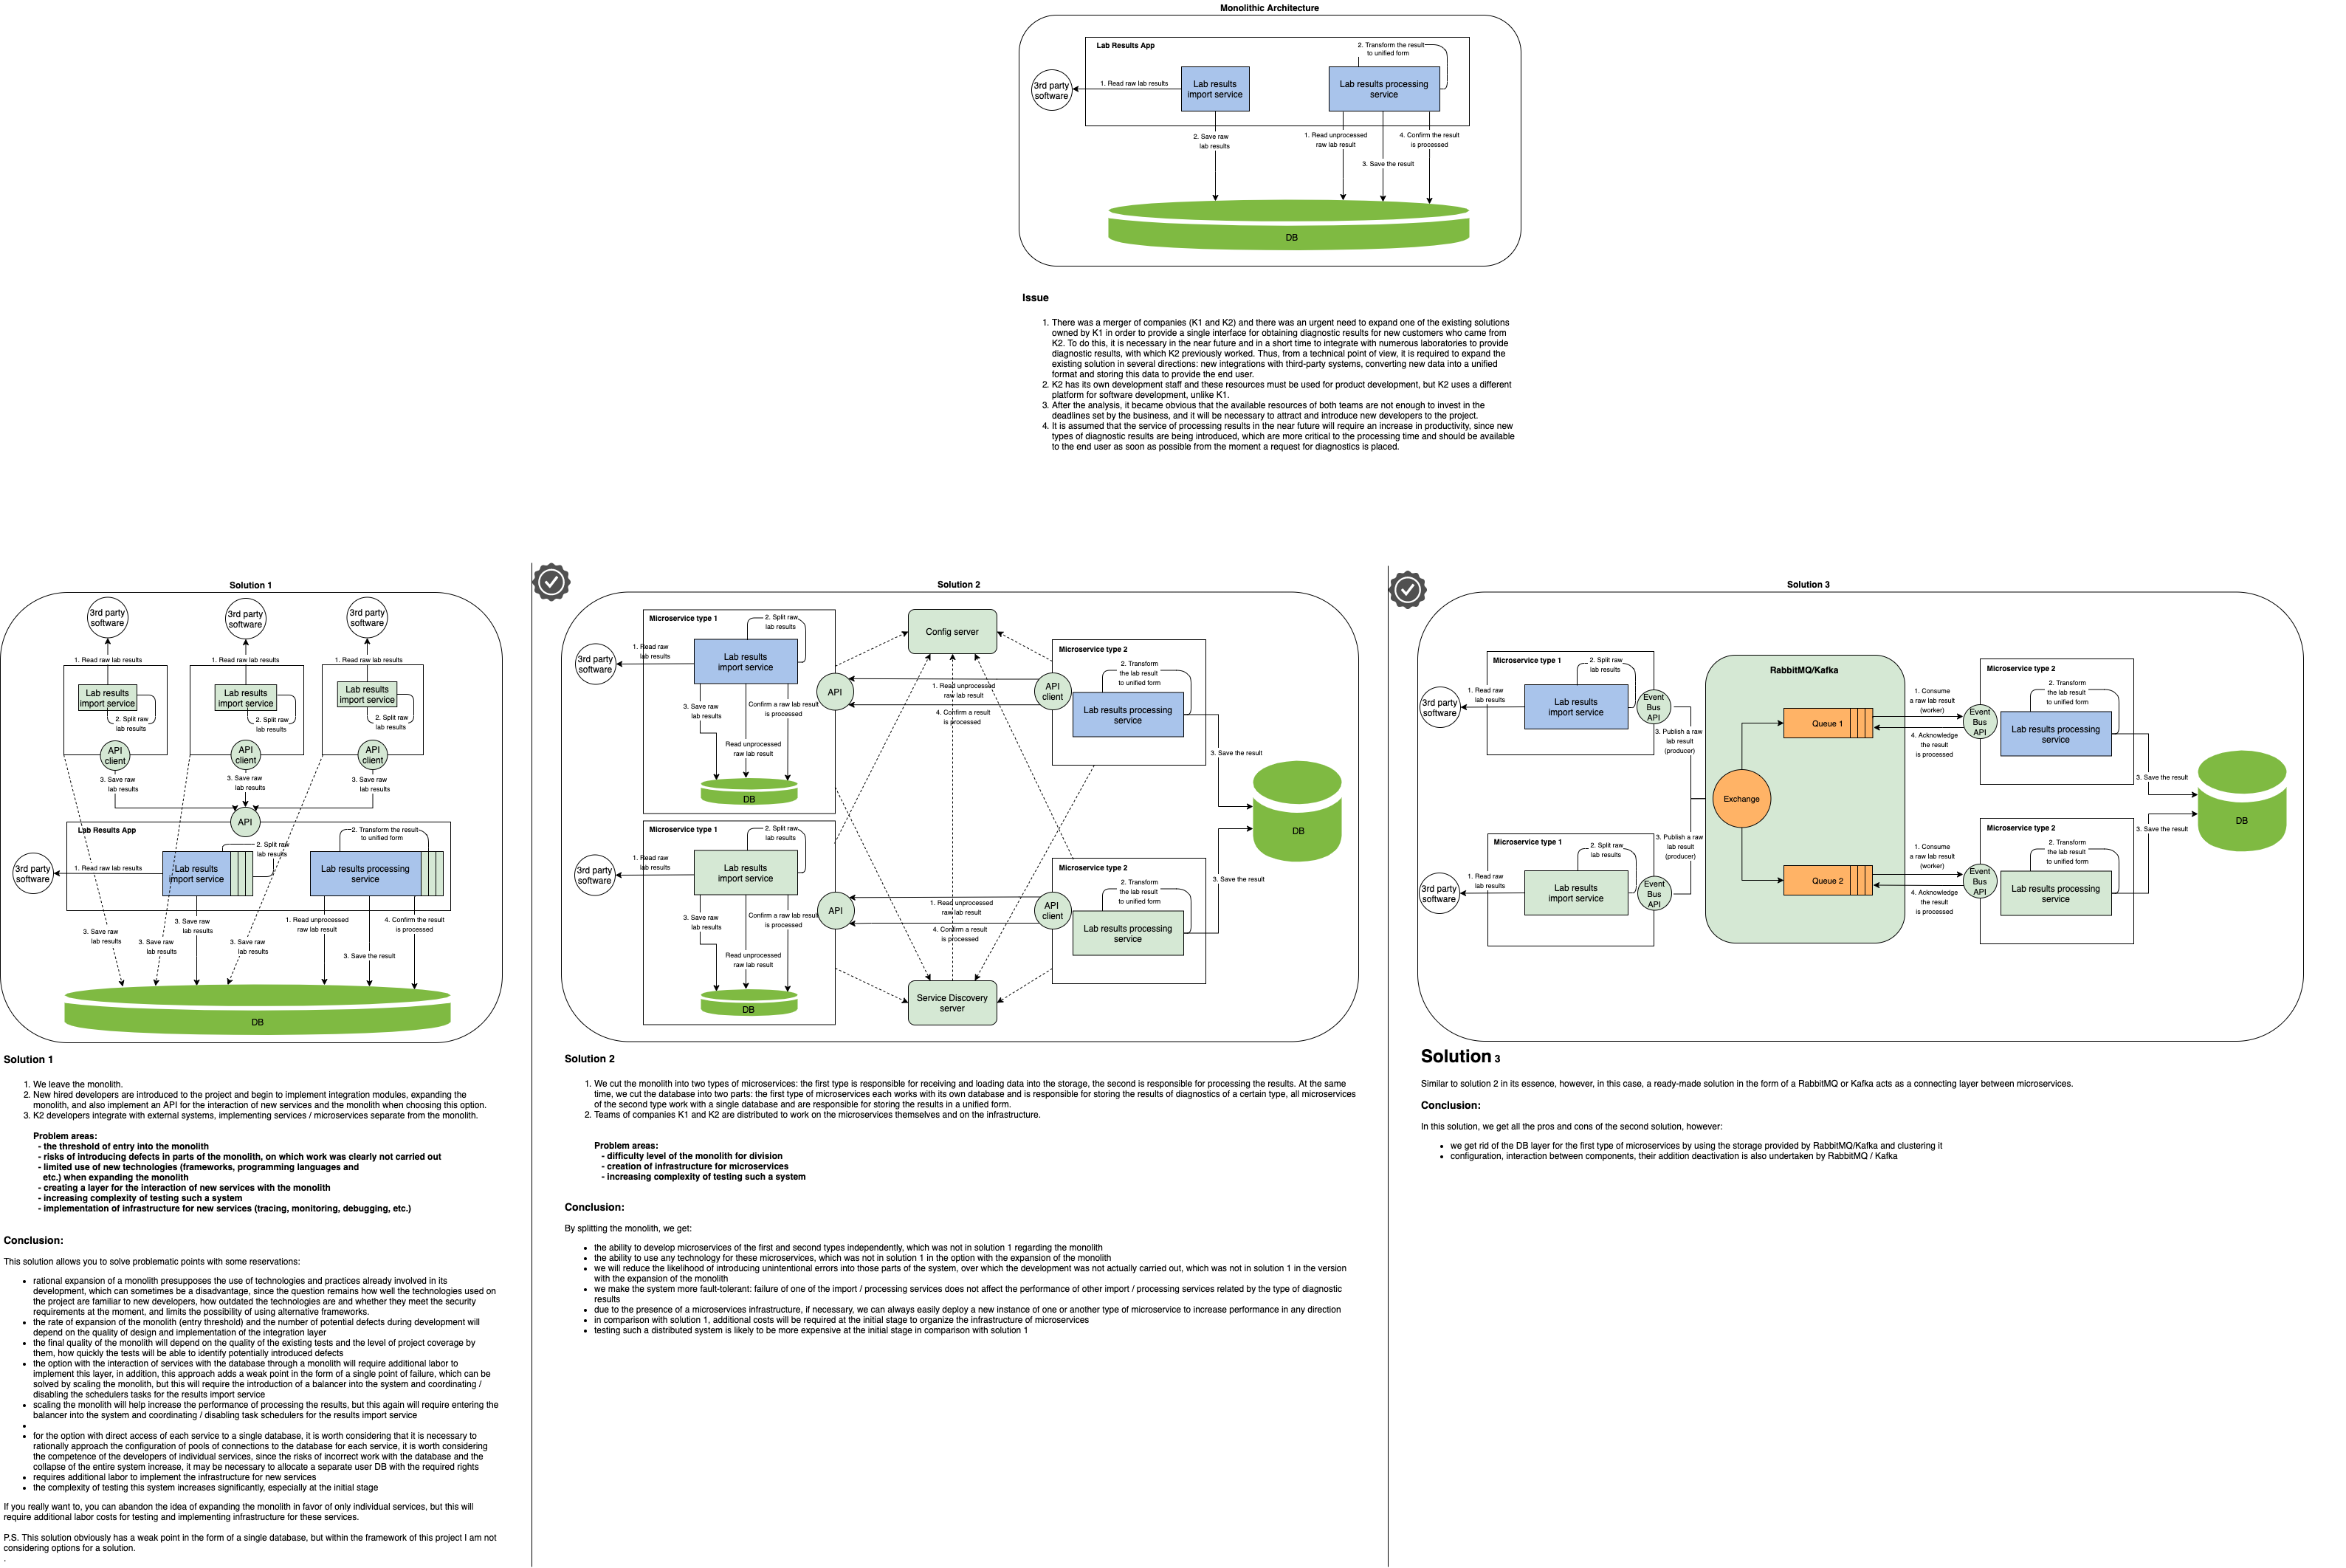 Monolithic Architecture
Lab Results App
2. Transform the result
to unified form
3rd party
software
1. Read raw lab results
Lab results
import service
Lab results processing
service
2. Save raw
lab results
1. Read unprocessed
raw lab result
4. Confirm the result
is processed
3. Save the result
DB
Issue
1. There was a merger of companies (K1 and K2) and there was an urgent need to expand one of the existing solutions
owned by K1 in order to provide a single interface for obtaining diagnostic results for new customers who came from
K2. To do this, it is necessary in the near future and in a short time to integrate with numerous laboratories to provide
diagnostic results, with which K2 previously worked. Thus, from a technical point of view, it is required to expand the
existing solution in several directions: new integrations with third-party systems, converting new data into a unified
format and storing this data to provide the end user.
2. K2 has its own development staff and these resources must be used for product development, but K2 uses a different
platform for software development, unlike K1.
3. After the analysis, it became obvious that the available resources of both teams are not enough to invest in the
deadlines set by the business, and it will be necessary to attract and introduce new developers to the project.
4. It is assumed that the service of processing results in the near future will require an increase in productivity, since new
types of diagnostic results are being introduced, which are more critical to the processing time and should be available
to the end user as soon as possible from the moment a request for diagnostics is placed.
Solution 1
3rd party
software
3rd party
software
3rd party
software
1. Read raw lab results
1. Read raw lab results
1. Read raw lab results
Lab results
import service
Lab results
import service
Lab results
import service
2. Split raw
lab results
2. Split raw
lab results
2. Split raw
lab results
API
client
API
client
API
client
3. Save raw
lab results
3. Save raw
lab results
3. Save raw
lab results
API
Lab Results App
2. Transform the result
to unified form
2. Split raw
lab results
3rd party
software
1. Read raw lab results
Lab results
import service
Lab results processing
service
3. Save raw
lab results
3. Save raw
lab results
3. Save raw
lab results
3. Save raw
lab results
1. Read unprocessed
raw lab result
4. Confirm the result
is processed
3. Save the result
DB
Solution 1
1. We leave the monolith.
2. New hired developers are introduced to the project and begin to implement integration modules, expanding the
monolith, and also implement an API for the interaction of new services and the monolith when choosing this option.
3. K2 developers integrate with external systems, implementing services / microservices separate from the monolith.
Problem areas:
- the threshold of entry into the monolith
- risks of introducing defects in parts of the monolith, on which work was clearly not carried out
- limited use of new technologies (frameworks, programming languages and
etc.) when expanding the monolith
- creating a layer for the interaction of new services with the monolith
- increasing complexity of testing such a system
- implementation of infrastructure for new services (tracing, monitoring, debugging, etc.)
Conclusion:
This solution allows you to solve problematic points with some reservations:
• rational expansion of a monolith presupposes the use of technologies and practices already involved in its
development, which can sometimes be a disadvantage, since the question remains how well the technologies used on
the project are familiar to new developers, how outdated the technologies are and whether they meet the security
requirements at the moment, and limits the possibility of using alternative frameworks.
• the rate of expansion of the monolith (entry threshold) and the number of potential defects during development will
depend on the quality of design and implementation of the integration layer
• the final quality of the monolith will depend on the quality of the existing tests and the level of project coverage by
them, how quickly the tests will be able to identify potentially introduced defects
• the option with the interaction of services with the database through a monolith will require additional labor to
implement this layer, in addition, this approach adds a weak point in the form of a single point of failure, which can be
solved by scaling the monolith, but this will require the introduction of a balancer into the system and coordinating /
disabling the schedulers tasks for the results import service
• scaling the monolith will help increase the performance of processing the results, but this again will require entering the
balancer into the system and coordinating / disabling task schedulers for the results import service
•
• for the option with direct access of each service to a single database, it is worth considering that it is necessary to
rationally approach the configuration of pools of connections to the database for each service, it is worth considering
the competence of the developers of individual services, since the risks of incorrect work with the database and the
collapse of the entire system increase, it may be necessary to allocate a separate user DB with the required rights
• requires additional labor to implement the infrastructure for new services
• the complexity of testing this system increases significantly, especially at the initial stage
If you really want to, you can abandon the idea of expanding the monolith in favor of only individual services, but this will
require additional labor costs for testing and implementing infrastructure for these services.
P.S. This solution obviously has a weak point in the form of a single database, but within the framework of this project I am not
considering options for a solution.
.
Solution 2
Microservice type 1
2. Split raw
lab results
3rd party
software
1. Read raw
lab results
Lab results
import service
3. Save raw
lab results
Confirm a raw lab result
is processed
Read unprocessed
raw lab result
DB
API
Config server
1. Read unprocessed
raw lab result
4. Confirm a result
is processed
API
client
Microservice type 2
2. Transform
the lab result
to unified form
Lab results processing
service
3. Save the result
DB
Microservice type 1
2. Split raw
lab results
3rd party
software
1. Read raw
lab results
Lab results
import service
3. Save raw
lab results
Confirm a raw lab result
is processed
Read unprocessed
raw lab result
DB
API
1. Read unprocessed
raw lab result
4. Confirm a result
is processed
API
client
Microservice type 2
2. Transform
the lab result
to unified form
Lab results processing
service
3. Save the result
Service Discovery
server
Solution 2
1. We cut the monolith into two types of microservices: the first type is responsible for receiving and loading data into the storage, the second is responsible for processing the results. At the same
time, we cut the database into two parts: the first type of microservices each works with its own database and is responsible for storing the results of diagnostics of a certain type, all microservices
of the second type work with a single database and are responsible for storing the results in a unified form.
2. Teams of companies K1 and K2 are distributed to work on the microservices themselves and on the infrastructure.
Problem areas:
- difficulty level of the monolith for division
- creation of infrastructure for microservices
- increasing complexity of testing such a system
Conclusion:
By splitting the monolith, we get:
• the ability to develop microservices of the first and second types independently, which was not in solution 1 regarding the monolith
• the ability to use any technology for these microservices, which was not in solution 1 in the option with the expansion of the monolith
• we will reduce the likelihood of introducing unintentional errors into those parts of the system, over which the development was not actually carried out, which was not in solution 1 in the version
with the expansion of the monolith
• we make the system more fault-tolerant: failure of one of the import / processing services does not affect the performance of other import / processing services related by the type of diagnostic
results
• due to the presence of a microservices infrastructure, if necessary, we can always easily deploy a new instance of one or another type of microservice to increase performance in any direction
• in comparison with solution 1, additional costs will be required at the initial stage to organize the infrastructure of microservices
• testing such a distributed system is likely to be more expensive at the initial stage in comparison with solution 1
Solution 3
Microservice type 1
2. Split raw
lab results
3rd party
software
1. Read raw
lab results
Lab results
import service
Event
Bus
API
3. Publish a raw
lab result
(producer)
RabbitMQ/Kafka
Queue 1
Exchange
Queue 2
1. Consume
a raw lab result
(worker)
4. Acknowledge
the result
is processed
Event
Bus
API
Microservice type 2
2. Transform
the lab result
to unified form
Lab results processing
service
3. Save the result
DB
Microservice type 1
2. Split raw
lab results
3rd party
software
1. Read raw
lab results
Lab results
import service
Event
Bus
API
3. Publish a raw
lab result
(producer)
1. Consume
a raw lab result
(worker)
4. Acknowledge
the result
is processed
Event
Bus
API
Microservice type 2
2. Transform
the lab result
to unified form
Lab results processing
service
3. Save the result
Solution 3
Similar to solution 2 in its essence, however, in this case, a ready-made solution in the form of a RabbitMQ or Kafka acts as a connecting layer between microservices.
Conclusion:
In this solution, we get all the pros and cons of the second solution, however:
• we get rid of the DB layer for the first type of microservices by using the storage provided by RabbitMQ/Kafka and clustering it
• configuration, interaction between components, their addition deactivation is also undertaken by RabbitMQ / Kafka